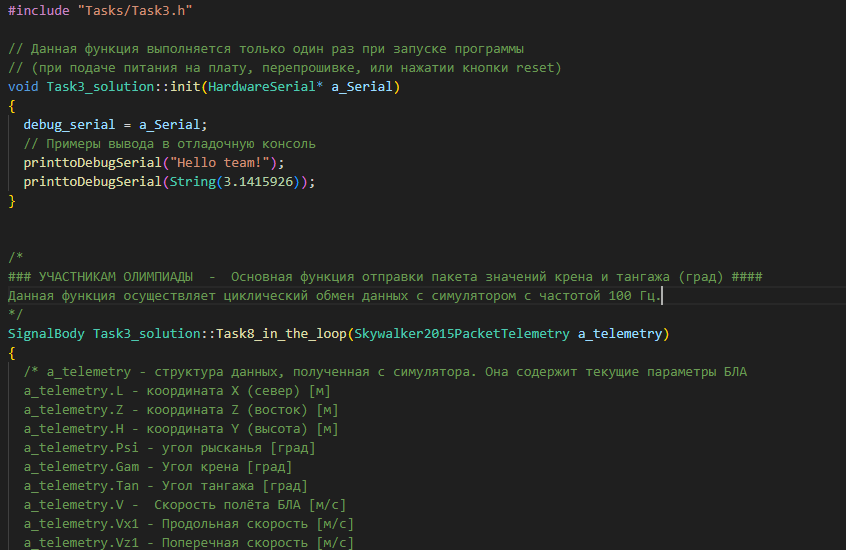 #include "Tasks/Task3.h"
// Данная функция выполняется только один раз при запуске программы
// (при подаче питания на плату, перепрошивке, или нажатии кнопки reset)
void Task3_solution::init(HardwareSerial* a_Serial)
{
debug_serial = a_Serial;
// Примеры вывода в отладочную консоль
printtoDebugSerial("Hello team!");
printtoDebugSerial(String(3.1415926));
}
/*
### УЧАСТНИКАМ ОЛИМПИАДЫ - Основная функция отправки пакета значений крена и тангажа (град) ####
Данная функция осуществляет циклический обмен данных с симулятором с частотой 100 Гц.
*/
SignalBody Task3_solution::Task8_in_the_loop(Skywalker2015PacketTelemetry a_telemetry)
{
/* a_telemetry - структура данных, полученная с симулятора. Она содержит текущие параметры БЛА
a_telemetry.L - координата X (север) [м]
a_telemetry.Z - координата Z (восток) [м]
a_telemetry.H - координата Y (высота) [м]
a_telemetry.Psi - угол рысканья [град]
a_telemetry.Gam - Угол крена [град]
a_telemetry.Tan - Угол тангажа [град]
a_telemetry.V - Скорость полёта БЛА [м/с]
a_telemetry.Vx1 - Продольная скорость [м/с]
a_telemetry.Vz1 - Поперечная скорость [м/с]